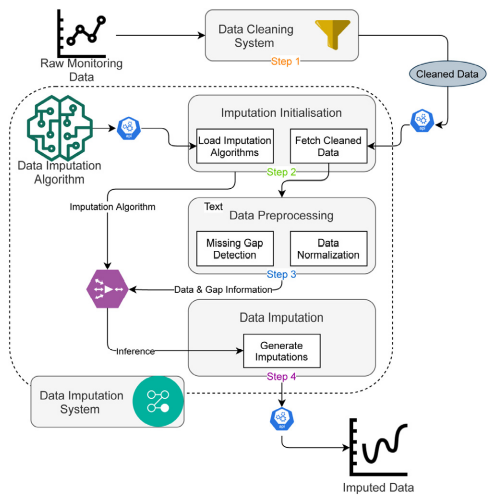 Data Cleaning
System
Step 1
Raw Monitoring
Data
Cleaned Data
Imputation Initialisation
Load Imputation
Algorithms
Fetch Cleaned
Data
Step 2
Data Imputation
Algorithm
Imputation Algorithm
Text
Data Preprocessing
Missing Gap
Detection
Data
Normalization
Step 3
Data & Gap Information
Data Imputation
Generate
Imputations
Inference
Step 4
Data Imputation
System
Imputed Data